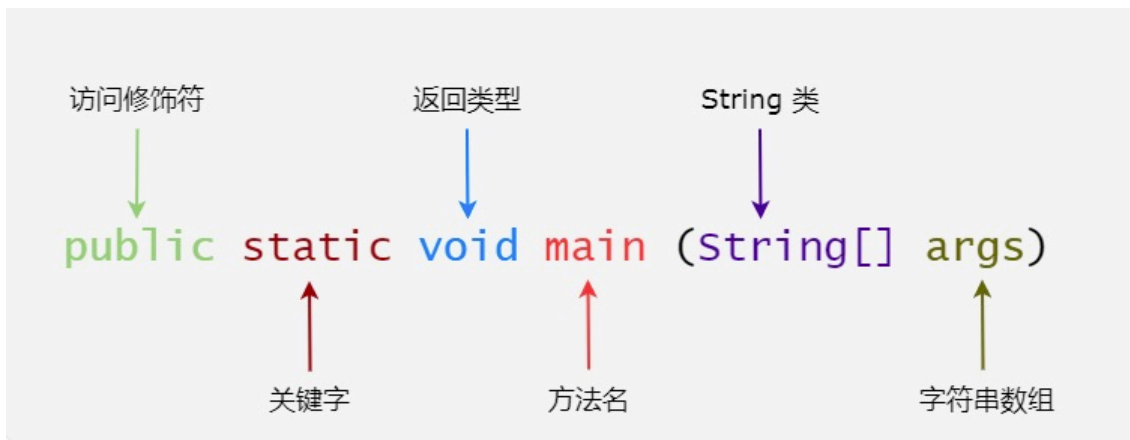 访问修饰符 返回类型 String 类
public static void main (String[] args)
关键字 方法名 字符串数组